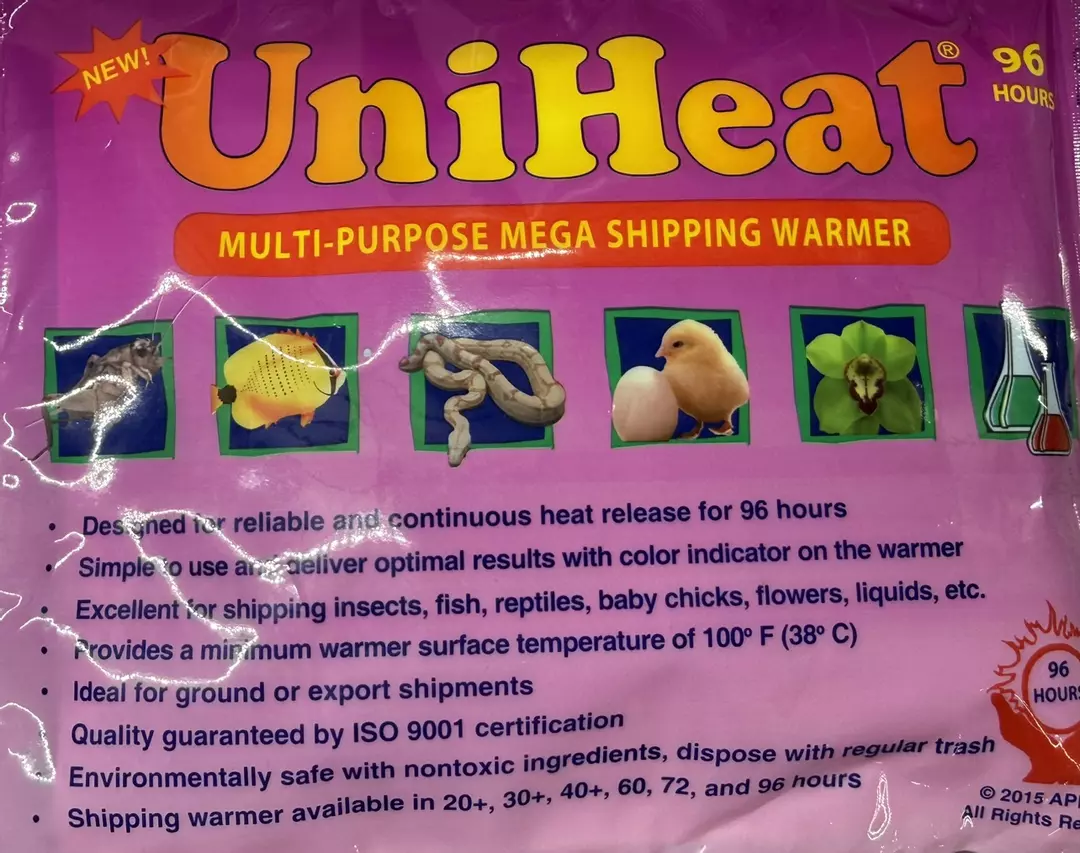 NEW!
UniHeat®
96
HOURS
MULTI-PURPOSE MEGA SHIPPING WARMER
• Designed for reliable and continuous heat release for 96 hours
• Simple to use and deliver optimal results with color indicator on the warmer
• Excellent for shipping insects, fish, reptiles, baby chicks, flowers, liquids, etc.
• Provides a minimum warmer surface temperature of 100º F (38º C)
• Ideal for ground or export shipments
• Quality guaranteed by ISO 9001 certification
• Environmentally safe with nontoxic ingredients, dispose with regular trash
• Shipping warmer available in 20+, 30+, 40+, 60, 72, and 96 hours
96
HOURS
© 2015
All Rights